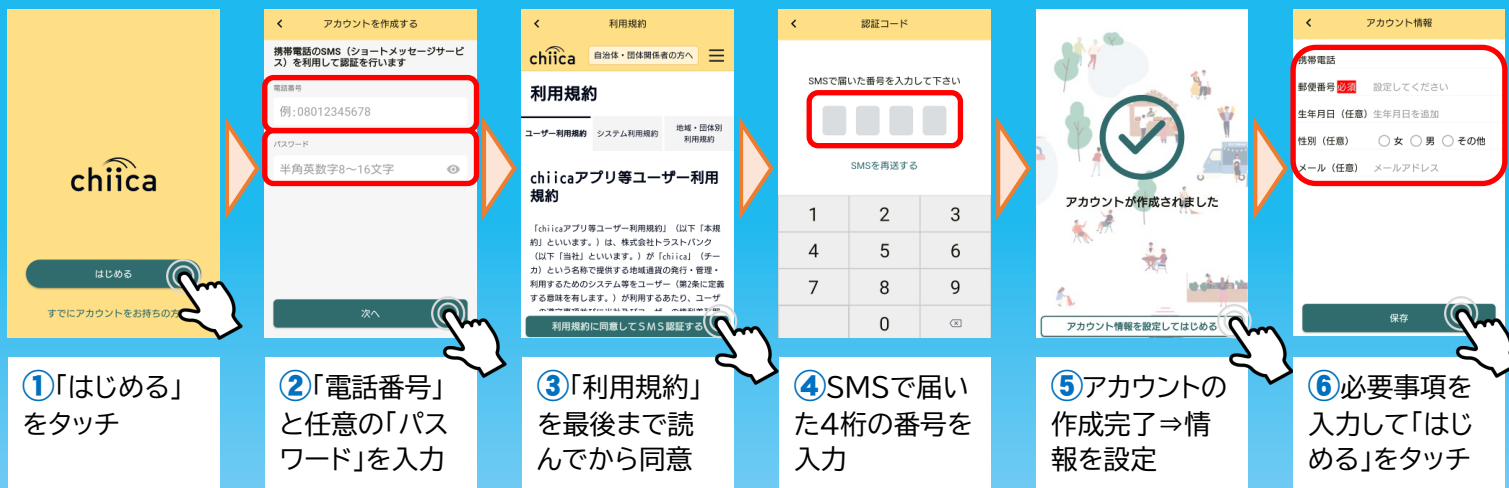 chiica
はじめる
すでにアカウントをお持ちの方
①「はじめる」
をタッチ
アカウントを作成する
携帯電話のSMS（ショートメッセージサービ
ス）を利用して認証を行います
電話番号
例:08012345678
パスワード
半角英数字8～16文字
次へ
②「電話番号」
と任意の「パス
ワード」を入力
利用規約
chiica
自治体・団体関係者の方へ
利用規約
ユーザー利用規約
システム利用規約
地域・団体別
利用規約
chiicaアプリ等ユーザー利用
規約
「chiicaアプリ等ユーザー利用規約」（以下「本規
約」といいます。）は、株式会社トラストバンク
（以下「当社」といいます。）が「chiica」（チー
カ）という名称で提供する地域通貨の発行・管理・
利用するためのシステム等をユーザー（第2条に定義
する意味を有します。）が利用するあたり、ユーザ
利用規約に同意してSMS認証する
③「利用規約」
を最後まで読
んでから同意
認証コード
SMSで届いた番号を入力して下さい
SMSを再送する
1 2 3
4 5 6
7 8 9
0
④SMSで届い
た4桁の番号を
入力
アカウントが作成されました
アカウント情報を設定してはじめる
⑤アカウントの
作成完了⇒情
報を設定
アカウント情報
携帯電話
郵便番号 必須 設定してください
生年月日（任意） 生年月日を追加
性別（任意） 女 男 その他
メール（任意） メールアドレス
保存
⑥必要事項を
入力して「はじ
める」をタッチ